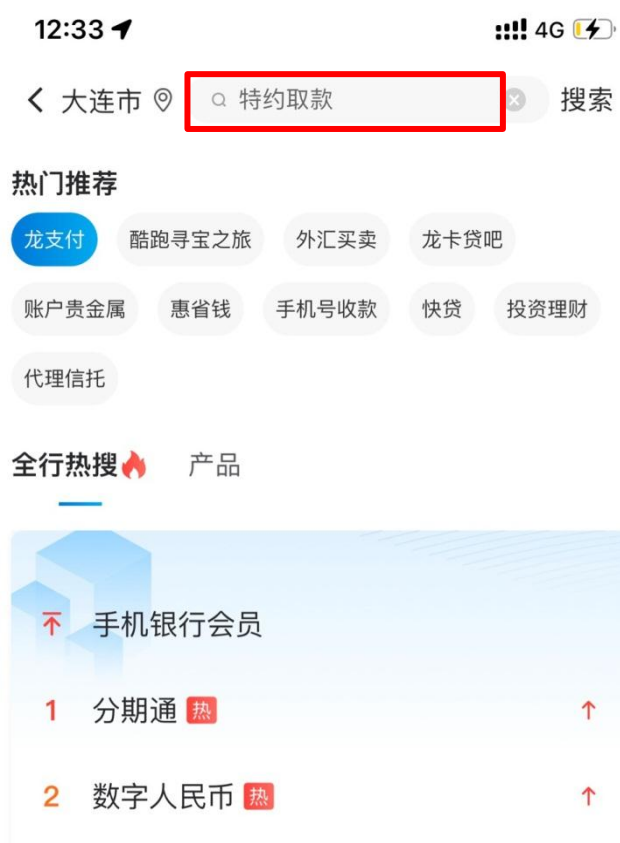 12:33 4G
大连市 特约取款 搜索
热门推荐
龙支付 酷跑寻宝之旅 外汇买卖 龙卡贷吧
账户贵金属 惠省钱 手机号收款 快贷 投资理财
代理信托
全行热搜 产品
手机银行会员
1 分期通 热
2 数字人民币 热